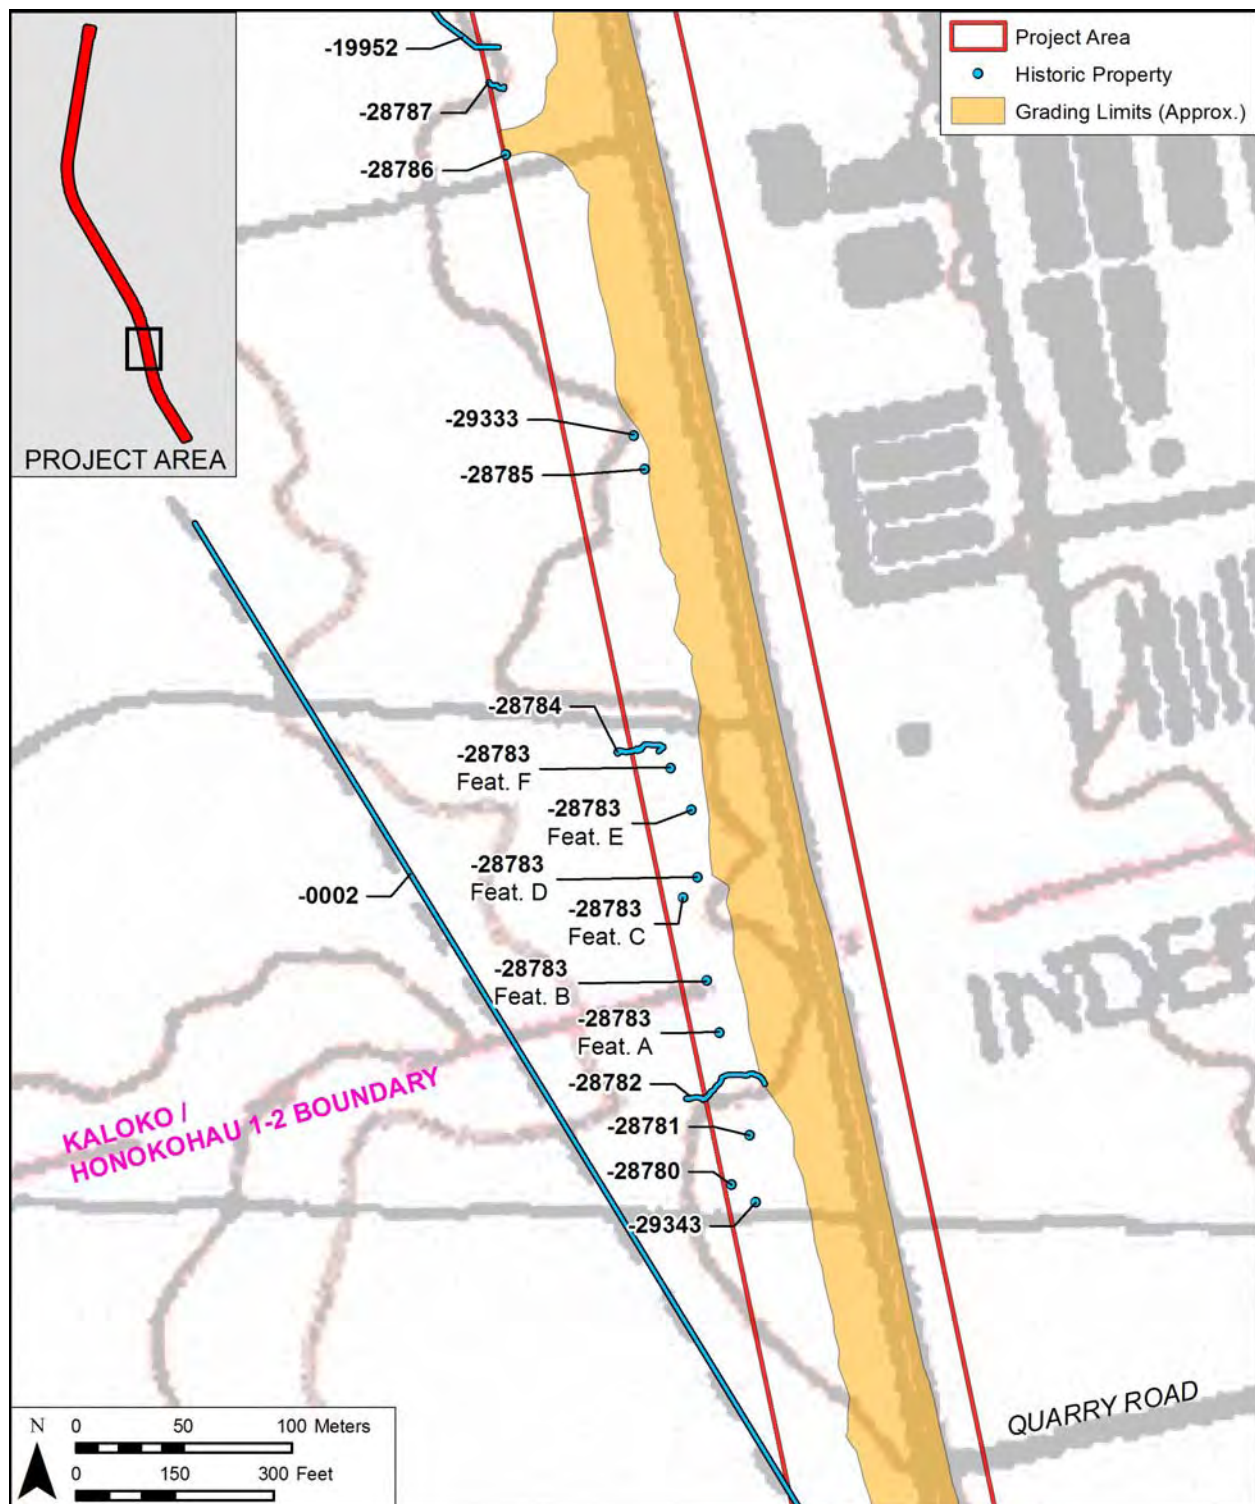 -19952
-28787
-28786
Project Area
Historic Property
Grading Limits (Approx.)
PROJECT AREA
-29333
-28785
-28784
-28783
Feat. F
-28783
Feat. E
-28783
Feat. D
-0002
-28783
Feat. C
-28783
Feat. B
-28783
Feat. A
INDEP
-28782
KALOKO /
HONOKOHAU 1-2 BOUNDARY
-28781
-28780
-29343
QUARRY ROAD
N 0 50 100 Meters
0 150 300 Feet